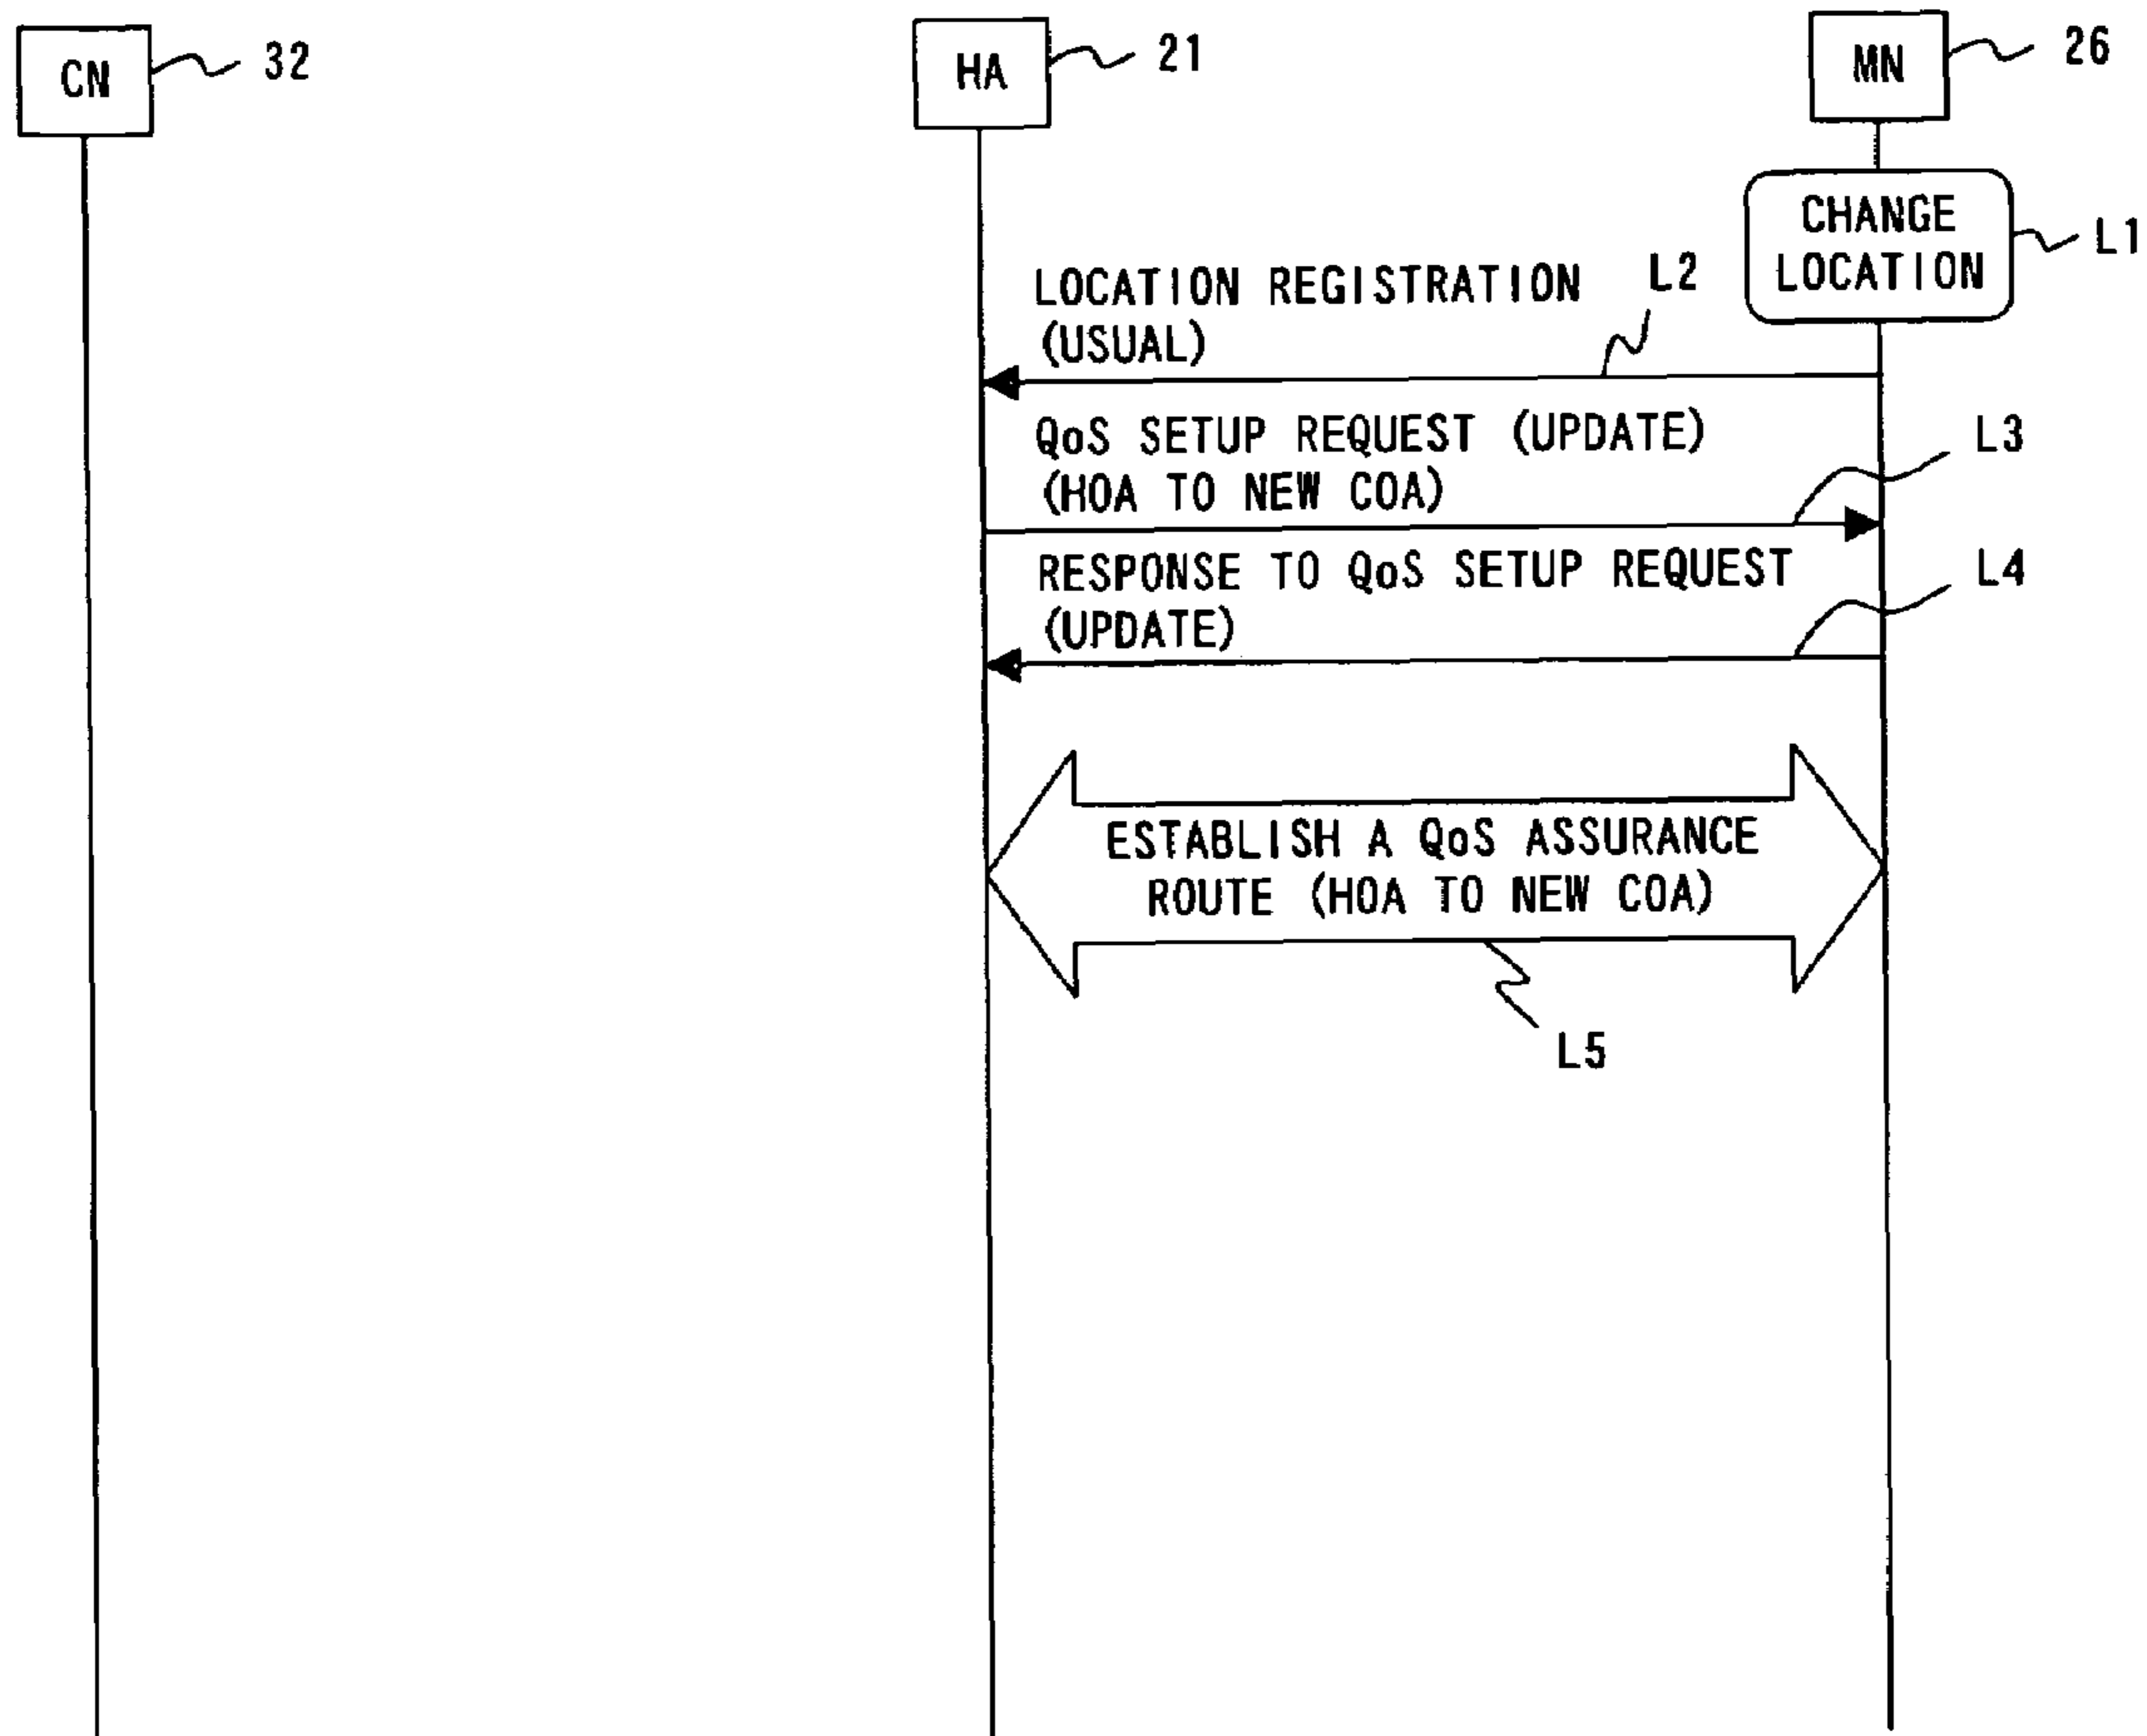 CN
32
HA
21
MN
26
CHANGE
LOCATION
L1
LOCATION REGISTRATION
(USUAL)
L2
QoS SETUP REQUEST (UPDATE)
(HOA TO NEW COA)
L3
RESPONSE TO QoS SETUP REQUEST
(UPDATE)
L4
ESTABLISH A QoS ASSURANCE
ROUTE (HOA TO NEW COA)
L5